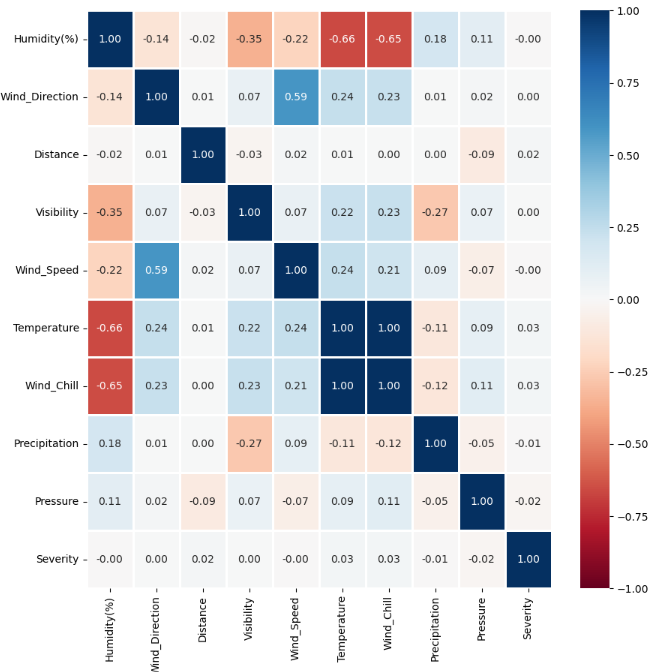 Humidity(%) 1.00 -0.14 -0.02 -0.35 -0.22 -0.66 -0.65 0.18 0.11 -0.00
Wind_Direction -0.14 1.00 0.01 0.07 0.59 0.24 0.23 0.01 0.02 0.00
Distance -0.02 0.01 1.00 -0.03 0.02 0.01 0.00 0.00 -0.09 0.02
Visibility -0.35 0.07 -0.03 1.00 0.07 0.22 0.23 -0.27 0.07 0.00
Wind_Speed -0.22 0.59 0.02 0.07 1.00 0.24 0.21 0.09 -0.07 -0.00
Temperature -0.66 0.24 0.01 0.22 0.24 1.00 1.00 -0.11 0.09 0.03
Wind_Chill -0.65 0.23 0.00 0.23 0.21 1.00 1.00 -0.12 0.11 0.03
Precipitation 0.18 0.01 0.00 -0.27 0.09 -0.11 -0.12 1.00 -0.05 -0.01
Pressure 0.11 0.02 -0.09 0.07 -0.07 0.09 0.11 -0.05 1.00 -0.02
Severity -0.00 0.00 0.02 0.00 -0.00 0.03 0.03 -0.01 -0.02 1.00
Humidity(%)
Wind_Direction
Distance
Visibility
Wind_Speed
Temperature
Wind_Chill
Precipitation
Pressure
Severity
1.00
0.75
0.50
0.25
0.00
−0.25
−0.50
−0.75
−1.00